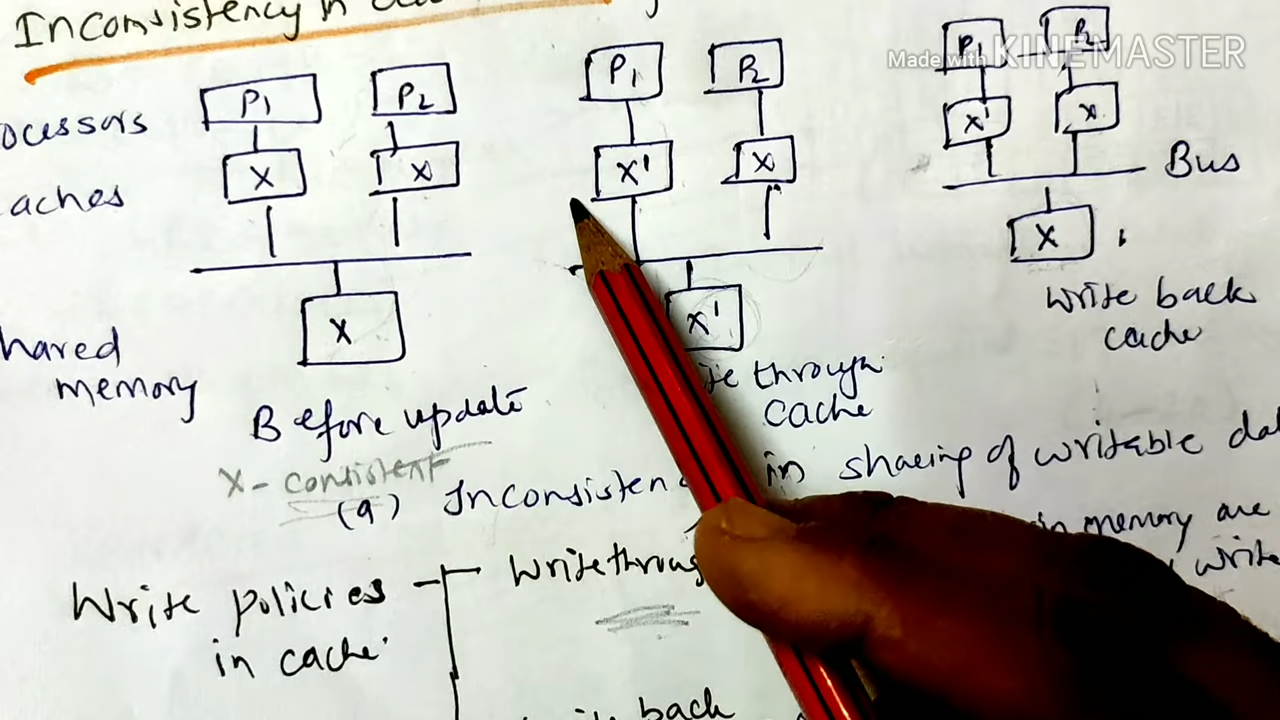 Inconsistency in
Made with KINEMASTER
P1 P2
X X
X
P1 P2
X' X
X'
P1 P2
X' X
Bus
X
ocessors
aches
hared
memory
Before update
X - consistent
te through
cache
Write back
cache
(a) Inconsisten in sharing of writable da
in memory are
write
Write policies
in cache
Writethroug
back